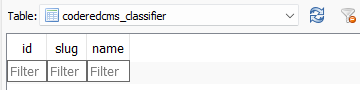 Table: coderedcms_classifier
id slug name
Filter Filter Filter